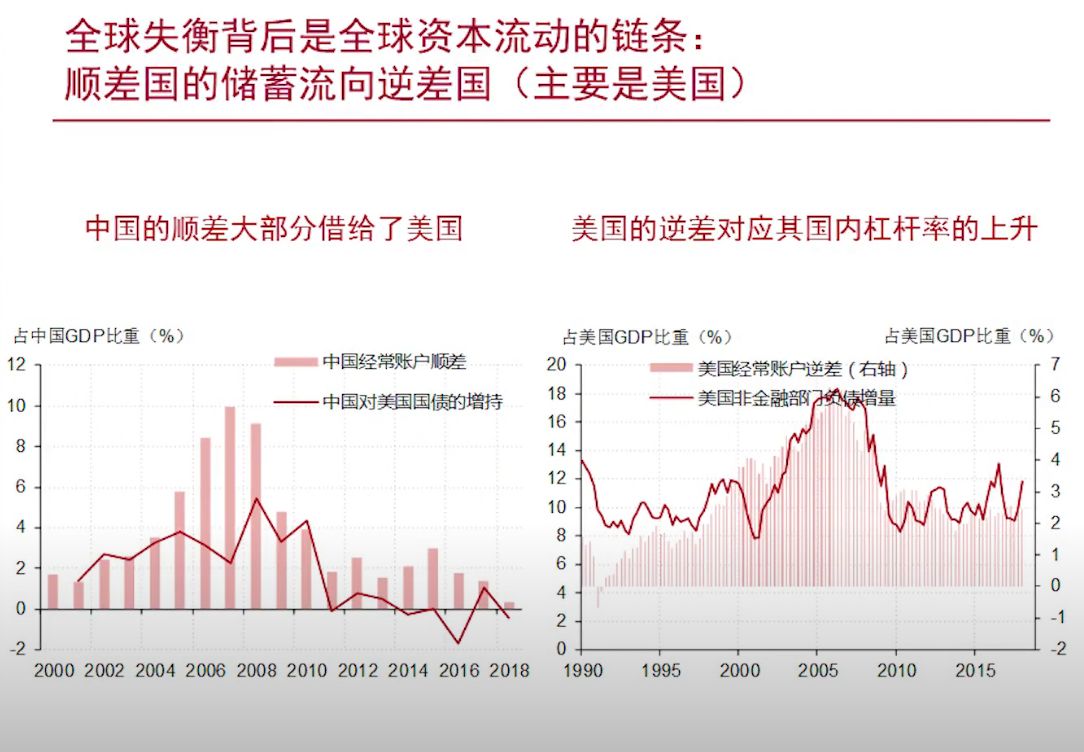 全球失衡背后是全球资本流动的链条：
顺差国的储蓄流向逆差国（主要是美国）
中国的顺差大部分借给了美国
美国的逆差对应其国内杠杆率的上升
占中国GDP比重（%）
中国经常账户顺差
中国对美国国债的增持
12
10
8
6
4
2
0
-2
2000 2002 2004 2006 2008 2010 2012 2014 2016 2018
占美国GDP比重（%）
占美国GDP比重（%）
美国经常账户逆差（右轴）
美国非金融部门负债增量
20
18
16
14
12
10
8
6
4
2
0
7
6
5
4
3
2
1
0
-1
-2
1990 1995 2000 2005 2010 2015